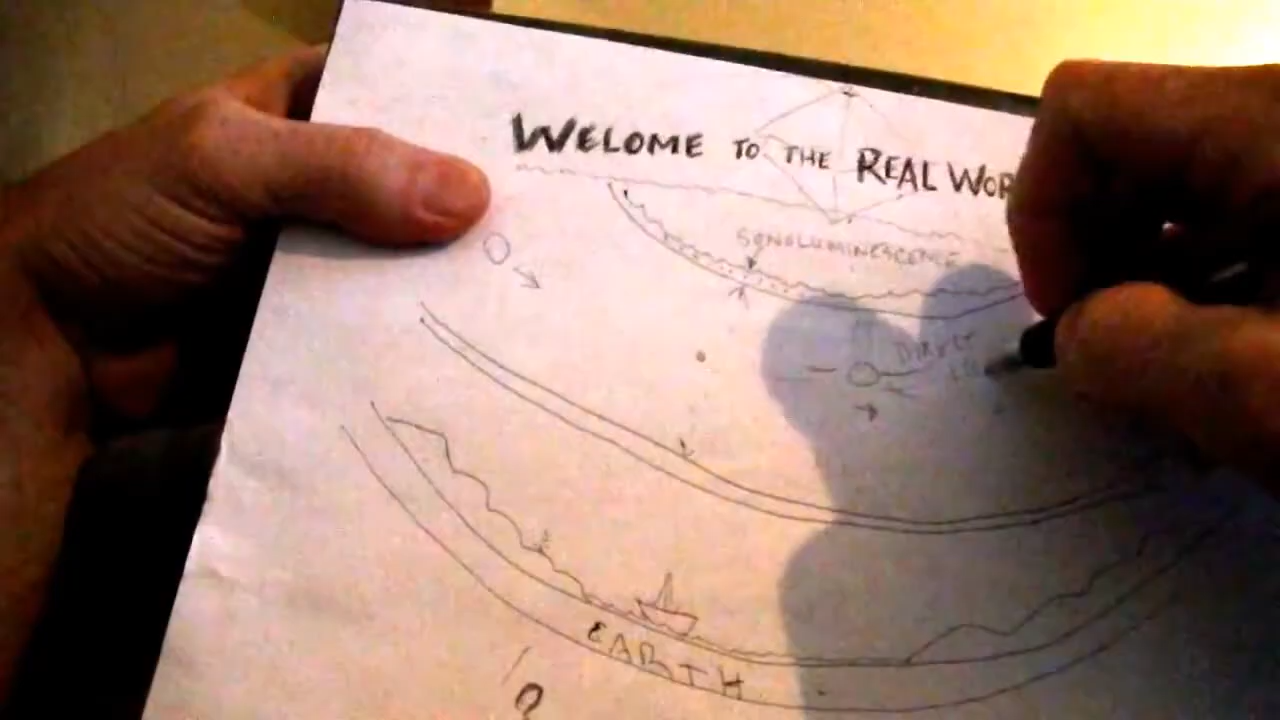 WELOME TO THE REAL WOR
SONOLUMINESCENCE
DIRECT
EARTH
?